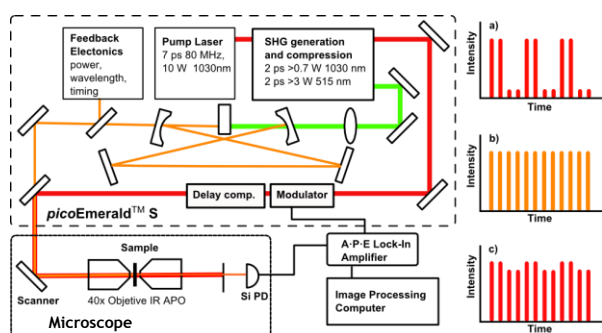 Feedback
Electonics
power,
wavelength,
timing
Pump Laser
7 ps 80 MHz,
10 W 1030nm
SHG generation
and compression
2 ps >0.7 W 1030 nm
2 ps >3 W 515 nm
Delay comp.
Modulator
picoEmerald™ S
Sample
Scanner
40x Objetive IR APO
Si PD
Microscope
A·P·E Lock-In
Amplifier
Image Processing
Computer
a)
Intensity
Time
b)
Intensity
Time
c)
Intensity
Time